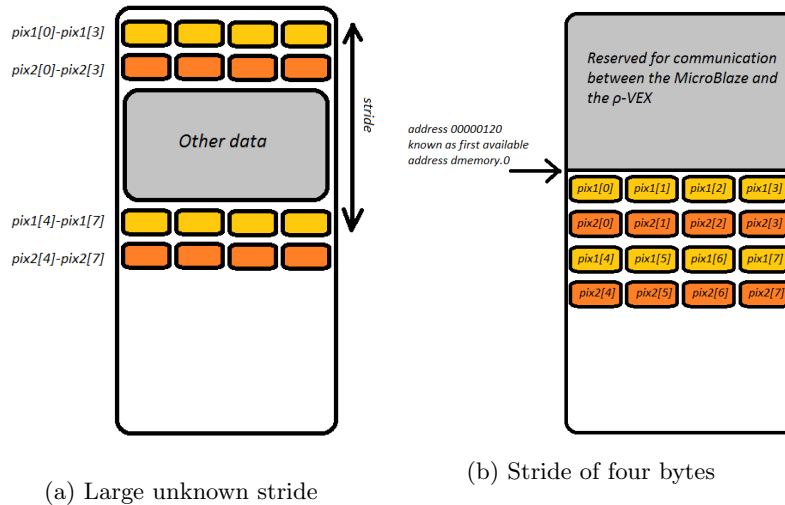 pix1[0]-pix1[3]
pix2[0]-pix2[3]
Other data
stride
pix1[4]-pix1[7]
pix2[4]-pix2[7]
(a) Large unknown stride
Reserved for communication
between the MicroBlaze and
the ρ-VEX
address 00000120
known as first available
address dmemory.0
pix1[0] pix1[1] pix1[2] pix1[3]
pix2[0] pix2[1] pix2[2] pix2[3]
pix1[4] pix1[5] pix1[6] pix1[7]
pix2[4] pix2[5] pix2[6] pix2[7]
(b) Stride of four bytes